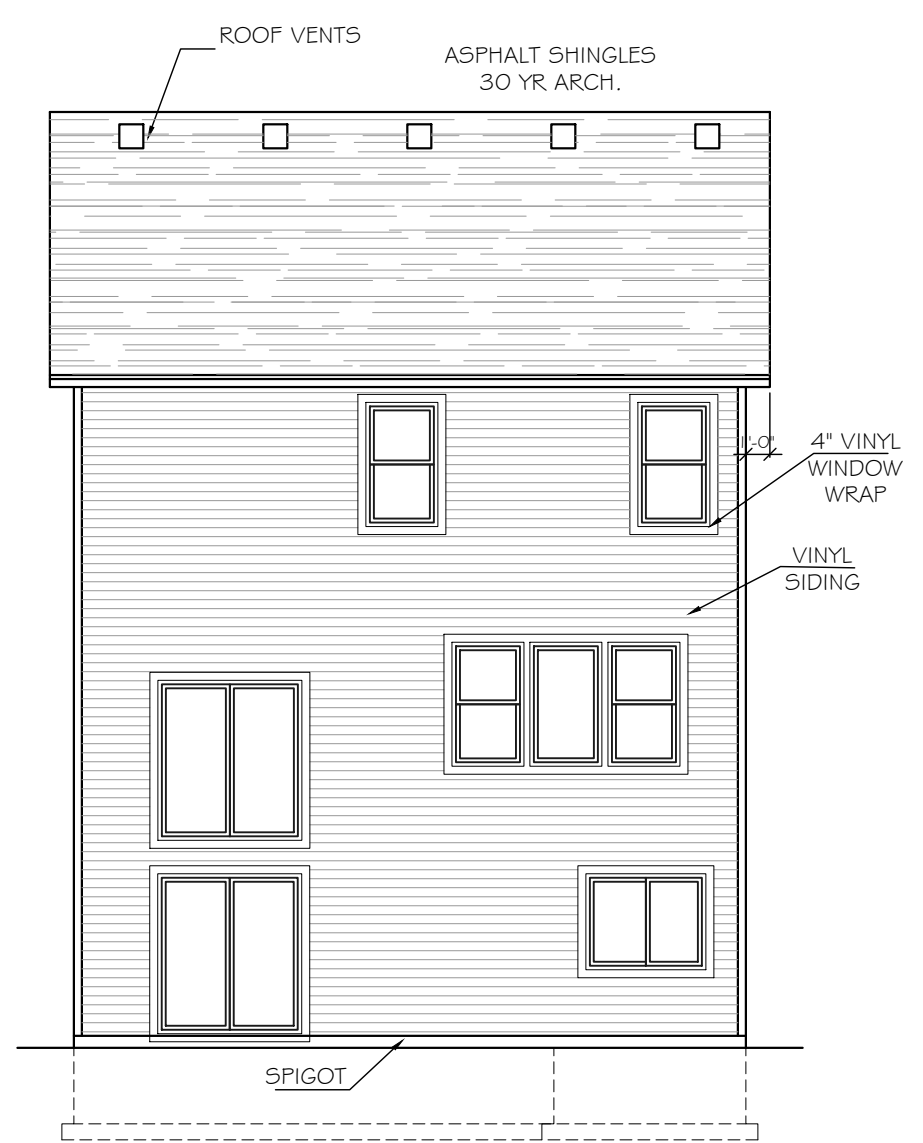 ROOF VENTS
ASPHALT SHINGLES
30 YR ARCH.
1'-0"
4" VINYL
WINDOW
WRAP
VINYL
SIDING
SPIGOT